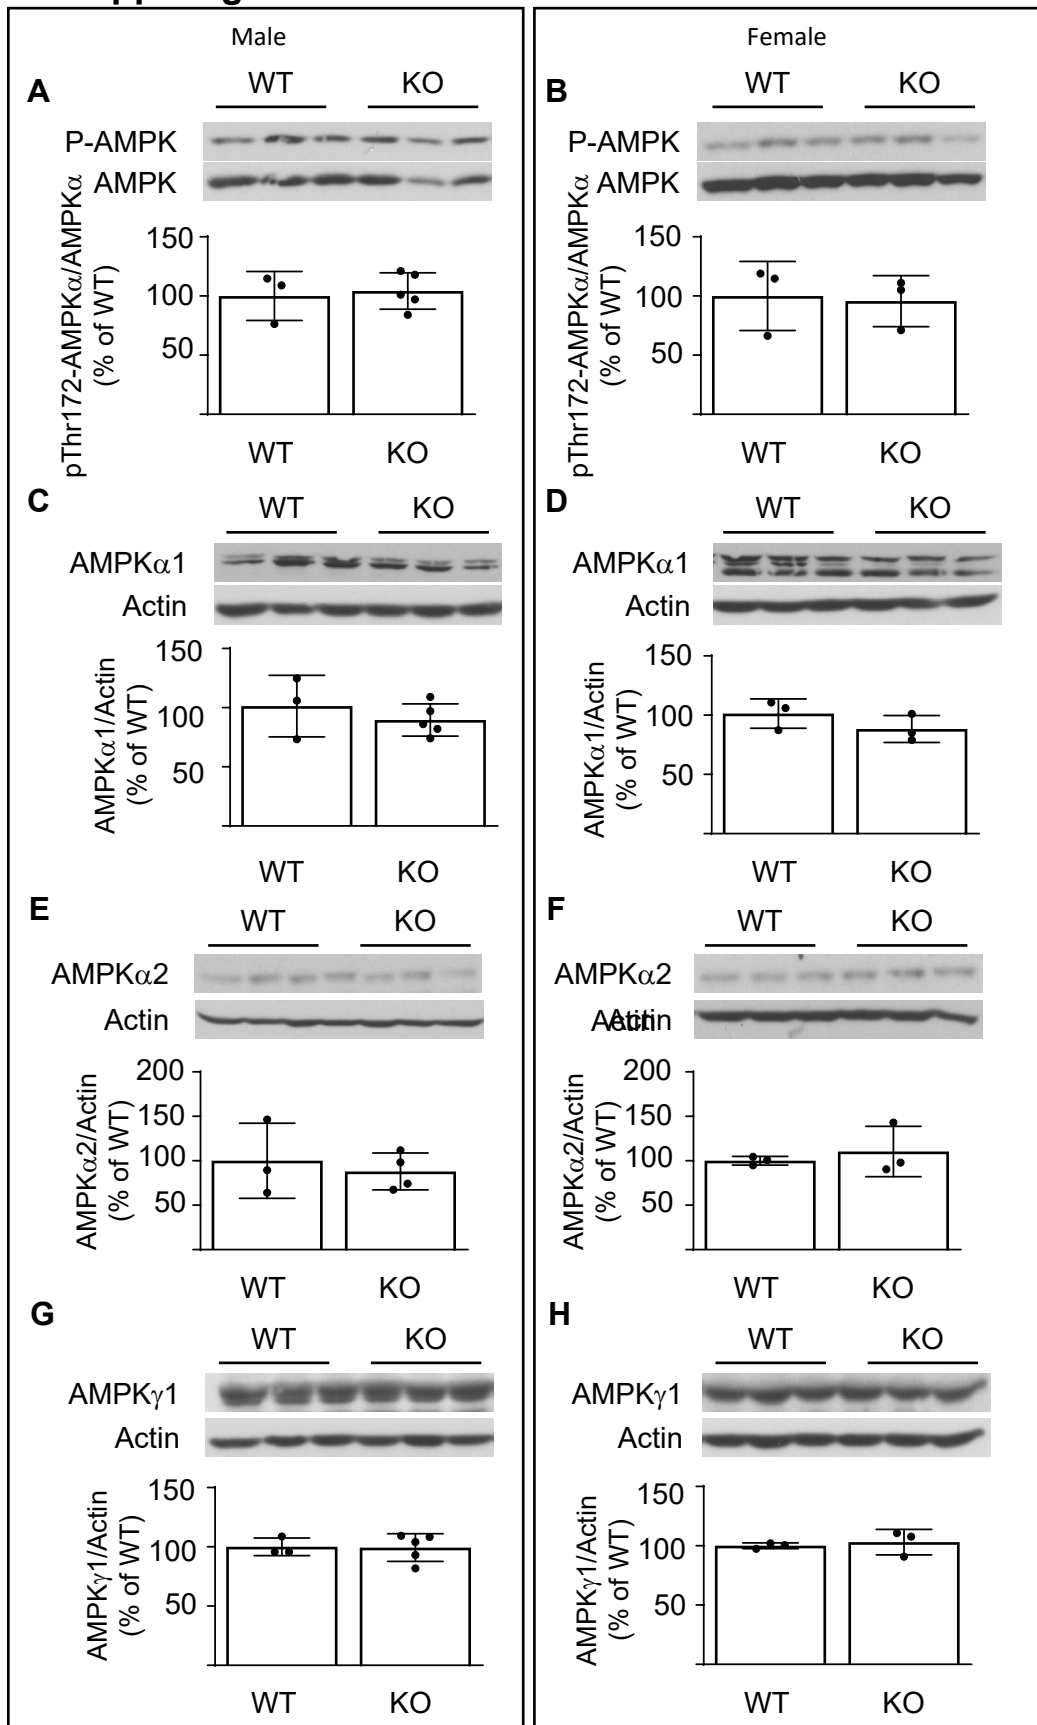 Male
A
WT KO
P-AMPK
AMPK
pThr172-AMPKα/AMPKα
(% of WT)
150
100
50
WT KO
Female
B
WT KO
P-AMPK
AMPK
pThr172-AMPKα/AMPKα
(% of WT)
150
100
50
WT KO
C
WT KO
AMPKα1
Actin
AMPKα1/Actin
(% of WT)
150
100
50
WT KO
D
WT KO
AMPKα1
Actin
AMPKα1/Actin
(% of WT)
150
100
50
WT KO
E
WT KO
AMPKα2
Actin
AMPKα2/Actin
(% of WT)
200
150
100
50
WT KO
F
WT KO
AMPKα2
Actin
Actin
AMPKα2/Actin
(% of WT)
200
150
100
50
WT KO
G
WT KO
AMPKγ1
Actin
AMPKγ1/Actin
(% of WT)
150
100
50
WT KO
H
WT KO
AMPKγ1
Actin
AMPKγ1/Actin
(% of WT)
150
100
50
WT KO